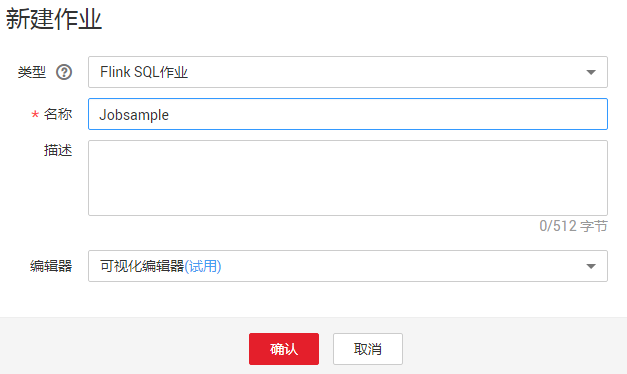 新建作业
类型 ? Flink SQL作业
* 名称 Jobsample
描述
0/512 字节
编辑器 可视化编辑器(试用)
确认 取消